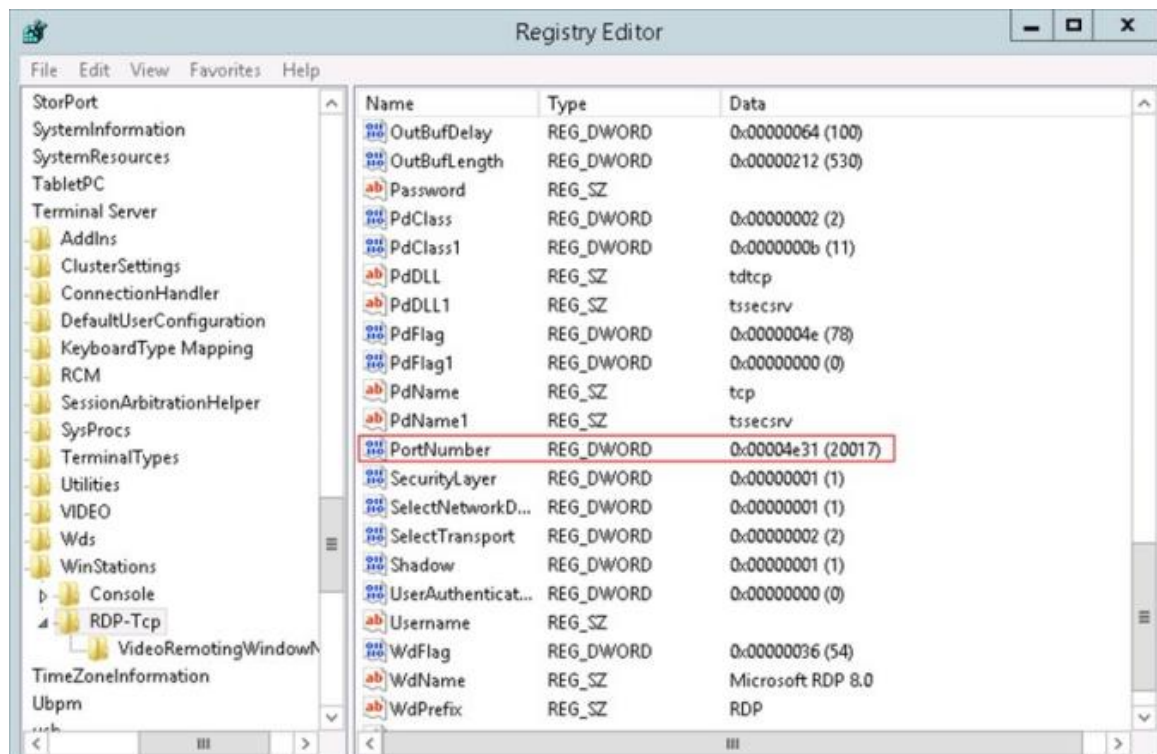 Registry Editor
File Edit View Favorites Help
StorPort
SystemInformation
SystemResources
TabletPC
Terminal Server
AddIns
ClusterSettings
ConnectionHandler
DefaultUserConfiguration
KeyboardType Mapping
RCM
SessionArbitrationHelper
SysProcs
TerminalTypes
Utilities
VIDEO
Wds
WinStations
Console
RDP-Tcp
VideoRemotingWindowN
TimeZoneInformation
Ubpm
usb
Name Type Data
OutBufDelay REG_DWORD 0x00000064 (100)
OutBufLength REG_DWORD 0x00000212 (530)
Password REG_SZ
PdClass REG_DWORD 0x00000002 (2)
PdClass1 REG_DWORD 0x0000000b (11)
PdDLL REG_SZ tdtcp
PdDLL1 REG_SZ tssecsrv
PdFlag REG_DWORD 0x0000004e (78)
PdFlag1 REG_DWORD 0x00000000 (0)
PdName REG_SZ tcp
PdName1 REG_SZ tssecsrv
PortNumber REG_DWORD 0x00004e31 (20017)
SecurityLayer REG_DWORD 0x00000001 (1)
SelectNetworkD... REG_DWORD 0x00000001 (1)
SelectTransport REG_DWORD 0x00000002 (2)
Shadow REG_DWORD 0x00000001 (1)
UserAuthenticat... REG_DWORD 0x00000000 (0)
Username REG_SZ
WdFlag REG_DWORD 0x00000036 (54)
WdName REG_SZ Microsoft RDP 8.0
WdPrefix REG_SZ RDP